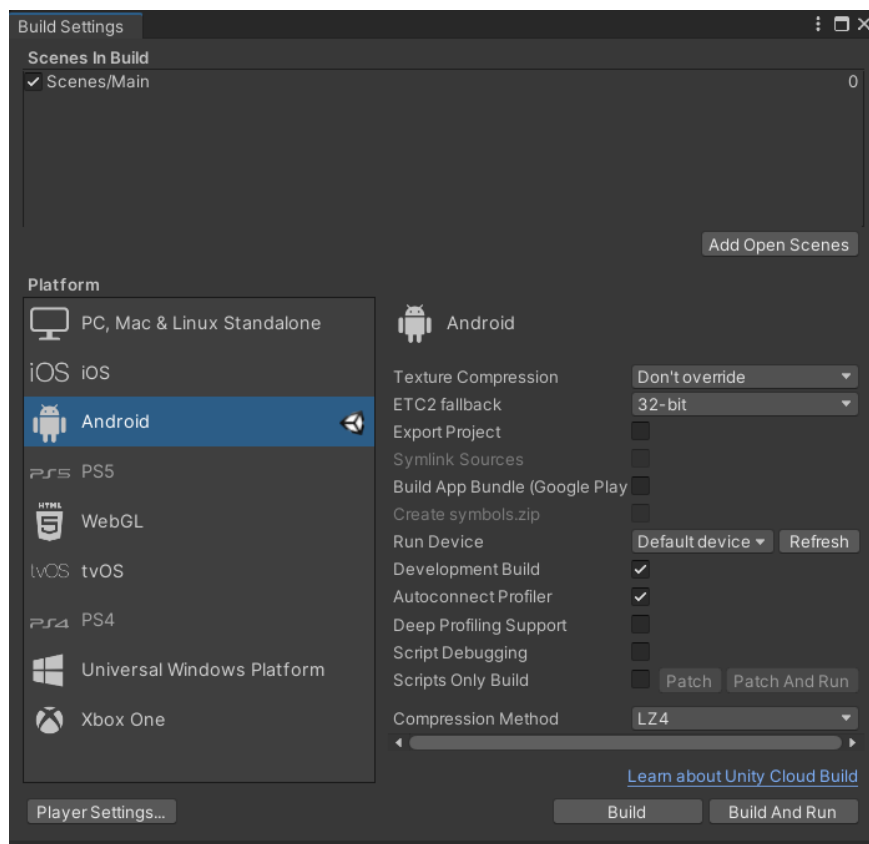 Build Settings
Scenes In Build
Scenes/Main 0
Add Open Scenes
Platform
PC, Mac & Linux Standalone
iOS iOS
Android
PS5 PS5
HTML 5 WebGL
tvOS tvOS
PS4 PS4
Universal Windows Platform
Xbox One
Android
Texture Compression Don't override
ETC2 fallback 32-bit
Export Project
Symlink Sources
Build App Bundle (Google Play
Create symbols.zip
Run Device Default device Refresh
Development Build
Autoconnect Profiler
Deep Profiling Support
Script Debugging
Scripts Only Build Patch Patch And Run
Compression Method LZ4
Learn about Unity Cloud Build
Player Settings... Build Build And Run